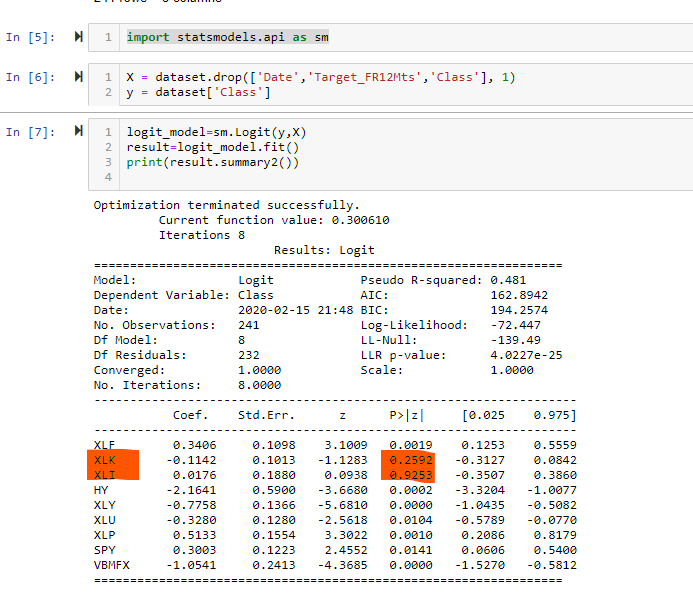 In [5]: 1 import statsmodels.api as sm
In [6]: 1 X = dataset.drop(['Date','Target_FR12Mts','Class'], 1)
2 y = dataset['Class']
In [7]: 1 logit_model=sm.Logit(y,X)
2 result=logit_model.fit()
3 print(result.summary2())
4
Optimization terminated successfully.
Current function value: 0.300610
Iterations 8
Results: Logit
=================================================================
Model: Logit Pseudo R-squared: 0.481
Dependent Variable: Class AIC: 162.8942
Date: 2020-02-15 21:48 BIC: 194.2574
No. Observations: 241 Log-Likelihood: -72.447
Df Model: 8 LL-Null: -139.49
Df Residuals: 232 LLR p-value: 4.0227e-25
Converged: 1.0000 Scale: 1.0000
No. Iterations: 8.0000
-------------------------------------------------------------------
Coef. Std.Err. z P>|z| [0.025 0.975]
-------------------------------------------------------------------
XLF 0.3406 0.1098 3.1009 0.0019 0.1253 0.5559
XLK -0.1142 0.1013 -1.1283 0.2592 -0.3127 0.0842
XLI 0.0176 0.1880 0.0938 0.9253 -0.3507 0.3860
HY -2.1641 0.5900 -3.6680 0.0002 -3.3204 -1.0077
XLY -0.7758 0.1366 -5.6810 0.0000 -1.0435 -0.5082
XLU -0.3280 0.1280 -2.5618 0.0104 -0.5789 -0.0770
XLP 0.5133 0.1554 3.3022 0.0010 0.2086 0.8179
SPY 0.3003 0.1223 2.4552 0.0141 0.0606 0.5400
VBMFX -1.0541 0.2413 -4.3685 0.0000 -1.5270 -0.5812
===================================================================